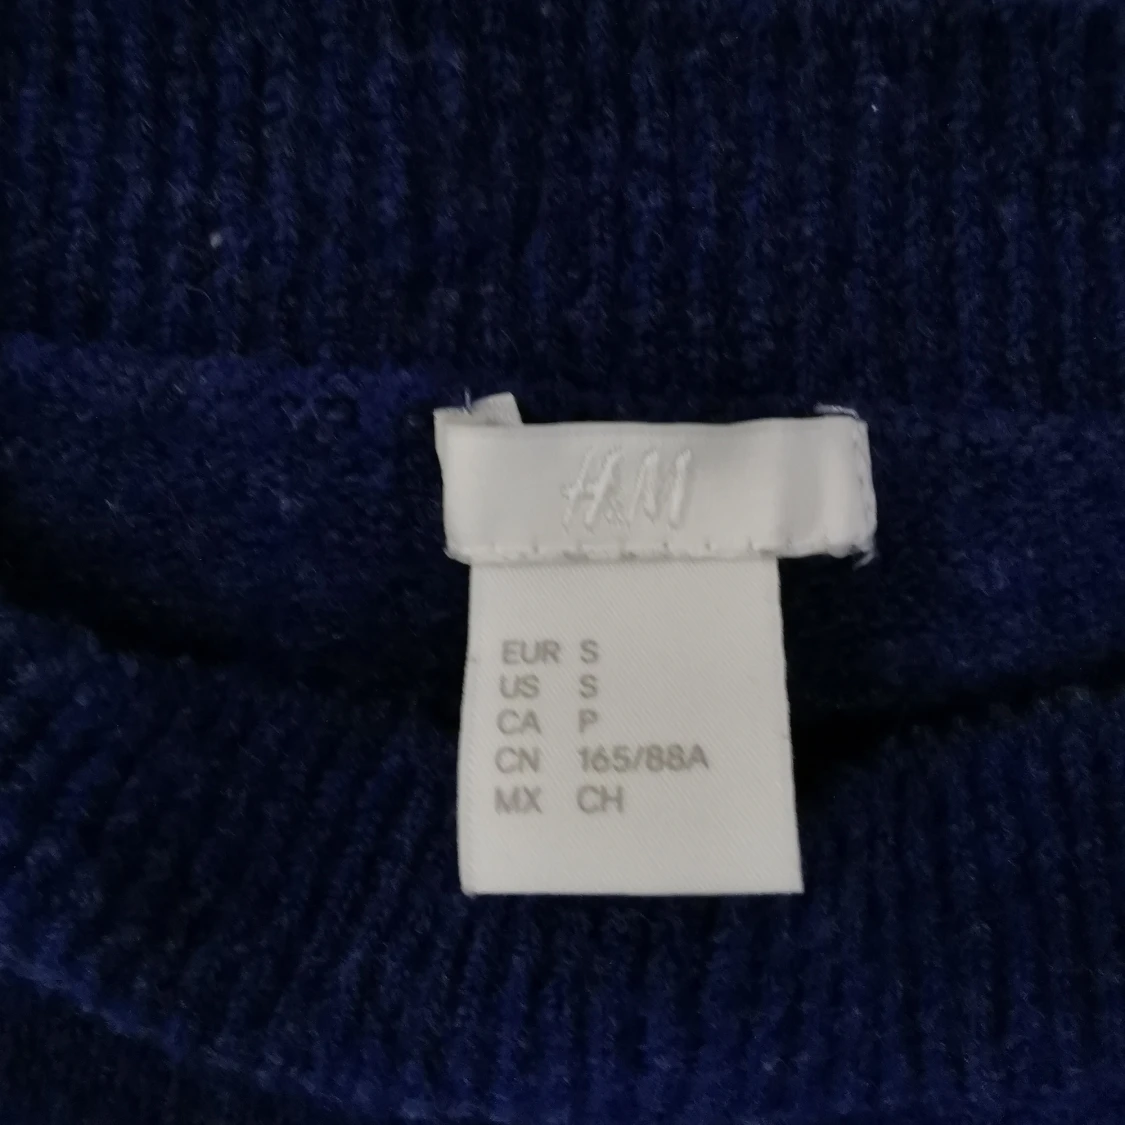 H&M
EUR S
US S
CA P
CN 165/88A
MX CH